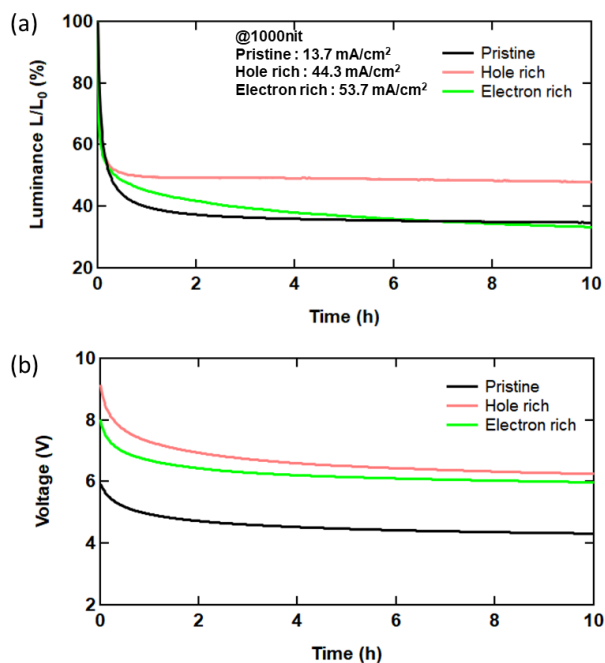 (a)
@1000nit
Pristine : 13.7 mA/cm²
Hole rich : 44.3 mA/cm²
Electron rich : 53.7 mA/cm²
Pristine
Hole rich
Electron rich
Luminance L/L₀ (%)
100
80
60
40
20
0 2 4 6 8 10
Time (h)
(b)
Pristine
Hole rich
Electron rich
Voltage (V)
10
8
6
4
2
0 2 4 6 8 10
Time (h)